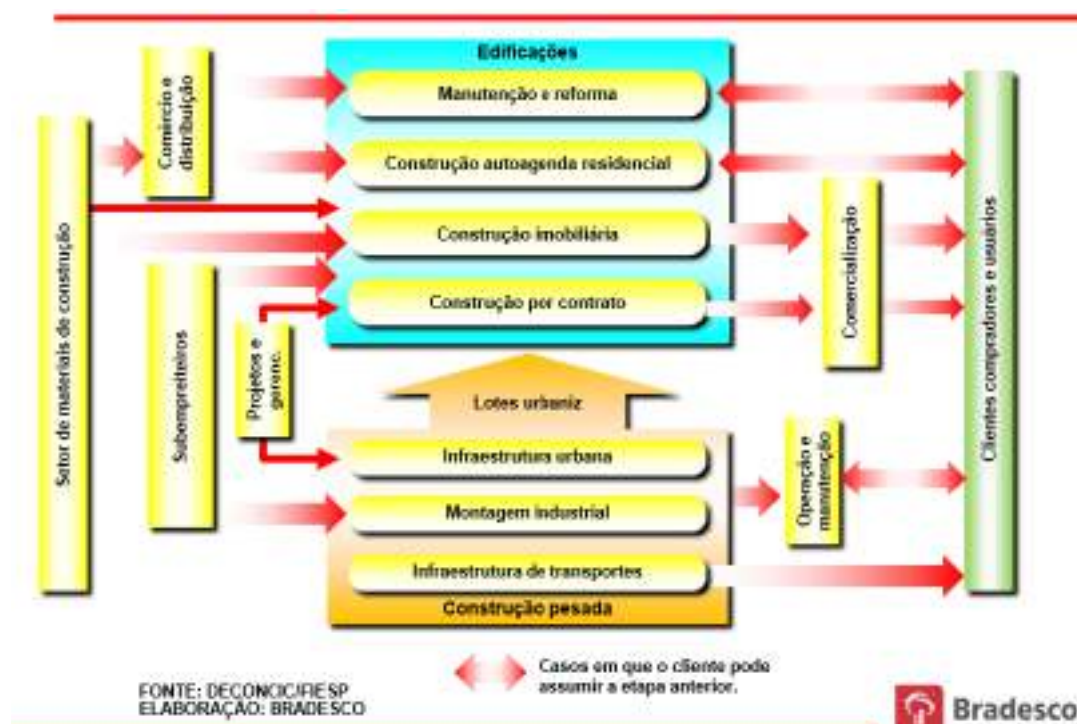 Edificações
Manutenção e reforma
Construção autoagenda residencial
Construção imobiliária
Construção por contrato
Comércio e
distribuição
Setor de materiais de construção
Subempreiteiros
Projetos e
gerenc.
Lotes urbaniz
Infraestrutura urbana
Montagem industrial
Infraestrutura de transportes
Construção pesada
Comercialização
Operação e
manutenção
Clientes compradores e usuários
Casos em que o cliente pode
assumir a etapa anterior.
FONTE: DECONCIC/FIESP
ELABORAÇÃO: BRADESCO
Bradesco